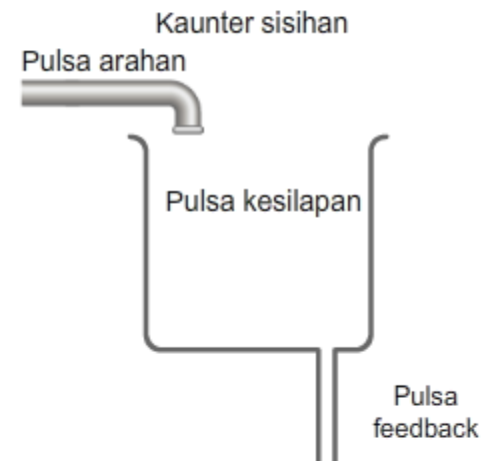 Kaunter sisihan
Pulsa arahan
Pulsa kesilapan
Pulsa
feedback